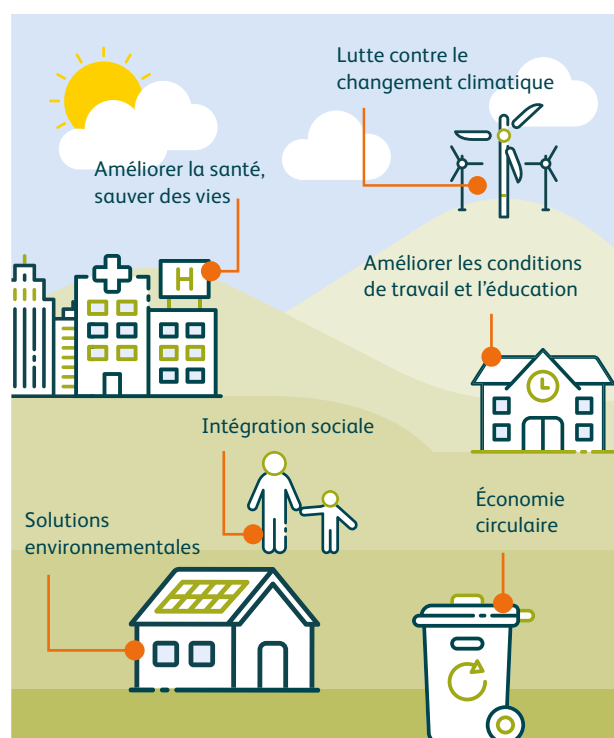 Lutte contre le
changement climatique
Améliorer la santé,
sauver des vies
H
Améliorer les conditions
de travail et l’éducation
Intégration sociale
Économie
circulaire
Solutions
environnementales